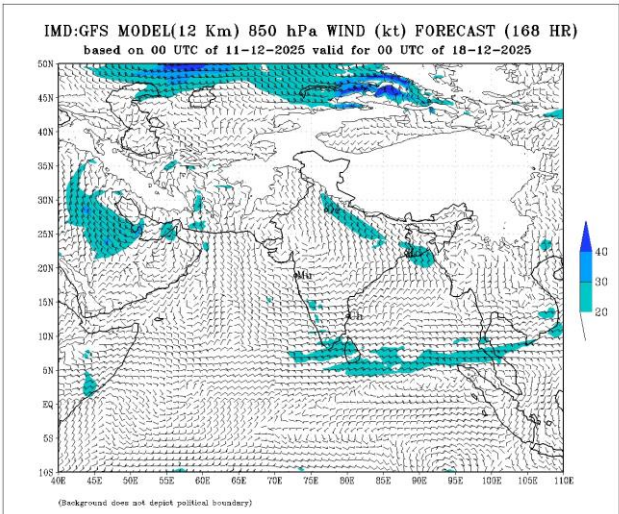 IMD:GFS MODEL(12 Km) 850 hPa WIND (kt) FORECAST (168 HR)
based on 00 UTC of 11-12-2025 valid for 00 UTC of 18-12-2025
50N
45N
40N
35N
30N
25N
20N
15N
10N
5N
EQ
5S
10S
Mu
Ch
40
30
20
40E 45E 50E 55E 60E 65E 70E 75E 80E 85E 90E 95E 100E 105E 110E
(Background does not depict political boundary)